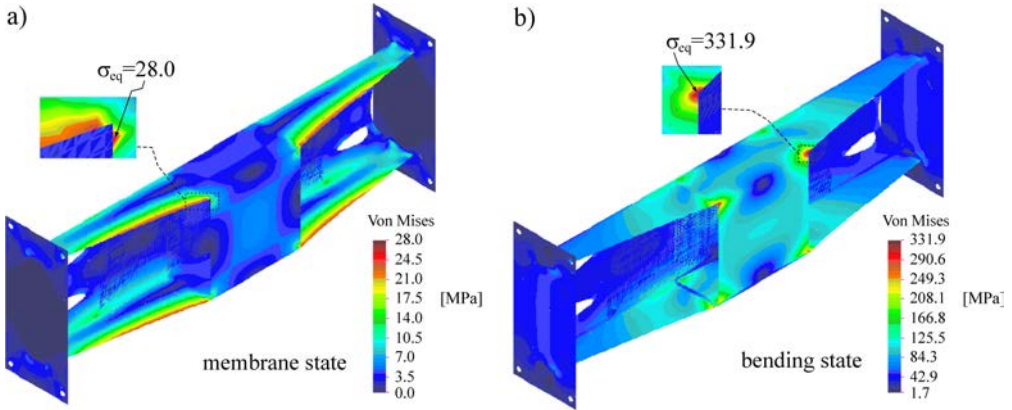 a)
σeq=28.0
Von Mises
28.0
24.5
21.0
17.5
14.0
10.5
7.0
3.5
0.0
[MPa]
membrane state
b)
σeq=331.9
Von Mises
331.9
290.6
249.3
208.1
166.8
125.5
84.3
42.9
1.7
[MPa]
bending state